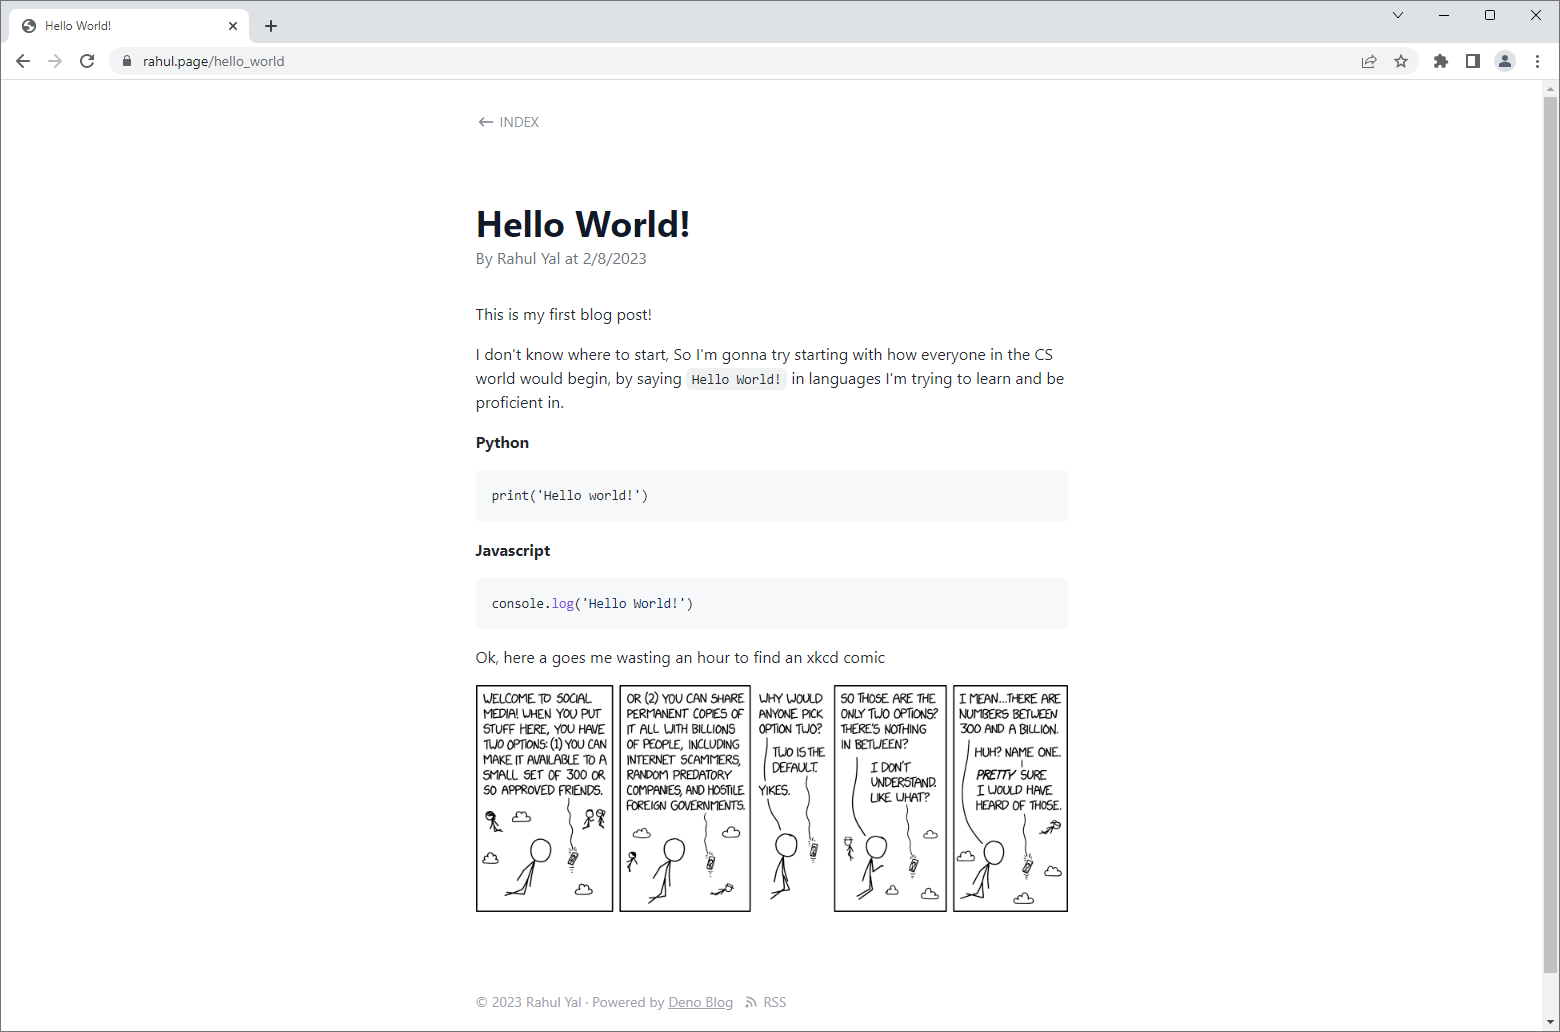 Hello World!
rahul.page/hello_world
INDEX
Hello World!
By Rahul Yal at 2/8/2023
This is my first blog post!
I don't know where to start, So I'm gonna try starting with how everyone in the CS
world would begin, by saying Hello World! in languages I'm trying to learn and be
proficient in.
Python
print('Hello world!')
Javascript
console.log('Hello World!')
Ok, here a goes me wasting an hour to find an xkcd comic
WELCOME TO SOCIAL
MEDIA! WHEN YOU PUT
STUFF HERE, YOU HAVE
TWO OPTIONS: (1) YOU CAN
MAKE IT AVAILABLE TO A
SMALL SET OF 300 OR
SO APPROVED FRIENDS.
OR (2) YOU CAN SHARE
PERMANENT COPIES OF
IT ALL WITH BILLIONS
OF PEOPLE, INCLUDING
INTERNET SCAMMERS,
RANDOM PREDATORY
COMPANIES, AND HOSTILE
FOREIGN GOVERNMENTS.
WHY WOULD
ANYONE PICK
OPTION TWO?
TWO IS THE
DEFAULT.
YIKES.
SO THOSE ARE THE
ONLY TWO OPTIONS?
THERE'S NOTHING
IN BETWEEN?
I DON'T
UNDERSTAND.
LIKE WHAT?
I MEAN...THERE ARE
NUMBERS BETWEEN
300 AND A BILLION.
HUH? NAME ONE.
PRETTY SURE
I WOULD HAVE
HEARD OF THOSE.
© 2023 Rahul Yal · Powered by Deno Blog RSS